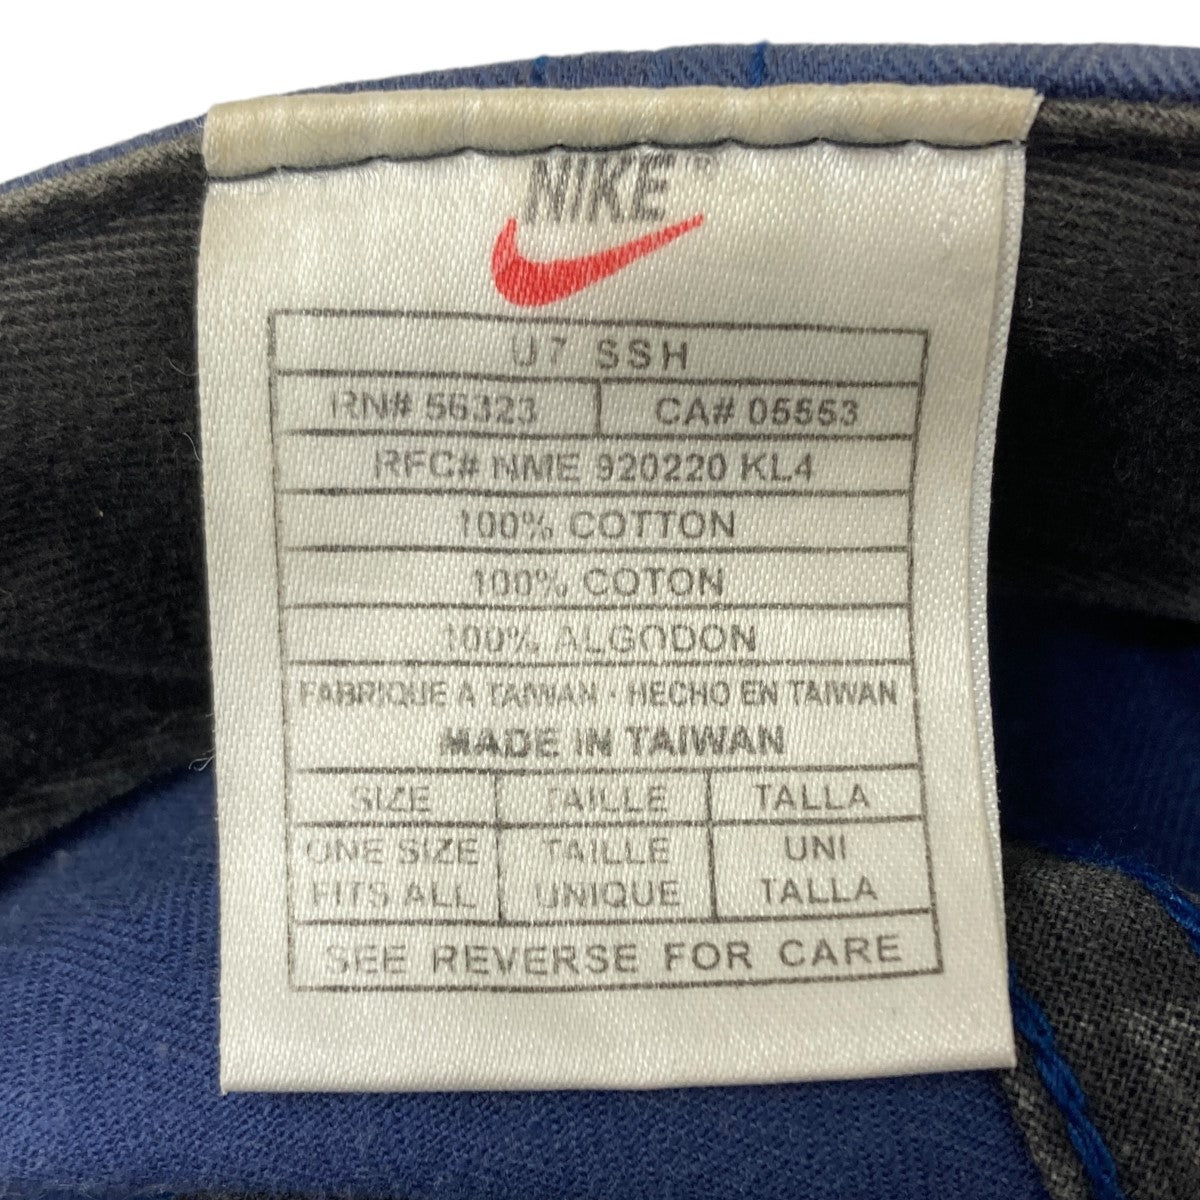 NIKE®
U7 SSH
RN# 56323 CA# 05553
RFC# NME 920220 KL4
100% COTTON
100% COTON
100% ALGODON
FABRIQUE A TAIWAN · HECHO EN TAIWAN
MADE IN TAIWAN
SIZE TAILLE TALLA
ONE SIZE TAILLE UNI
FITS ALL UNIQUE TALLA
SEE REVERSE FOR CARE